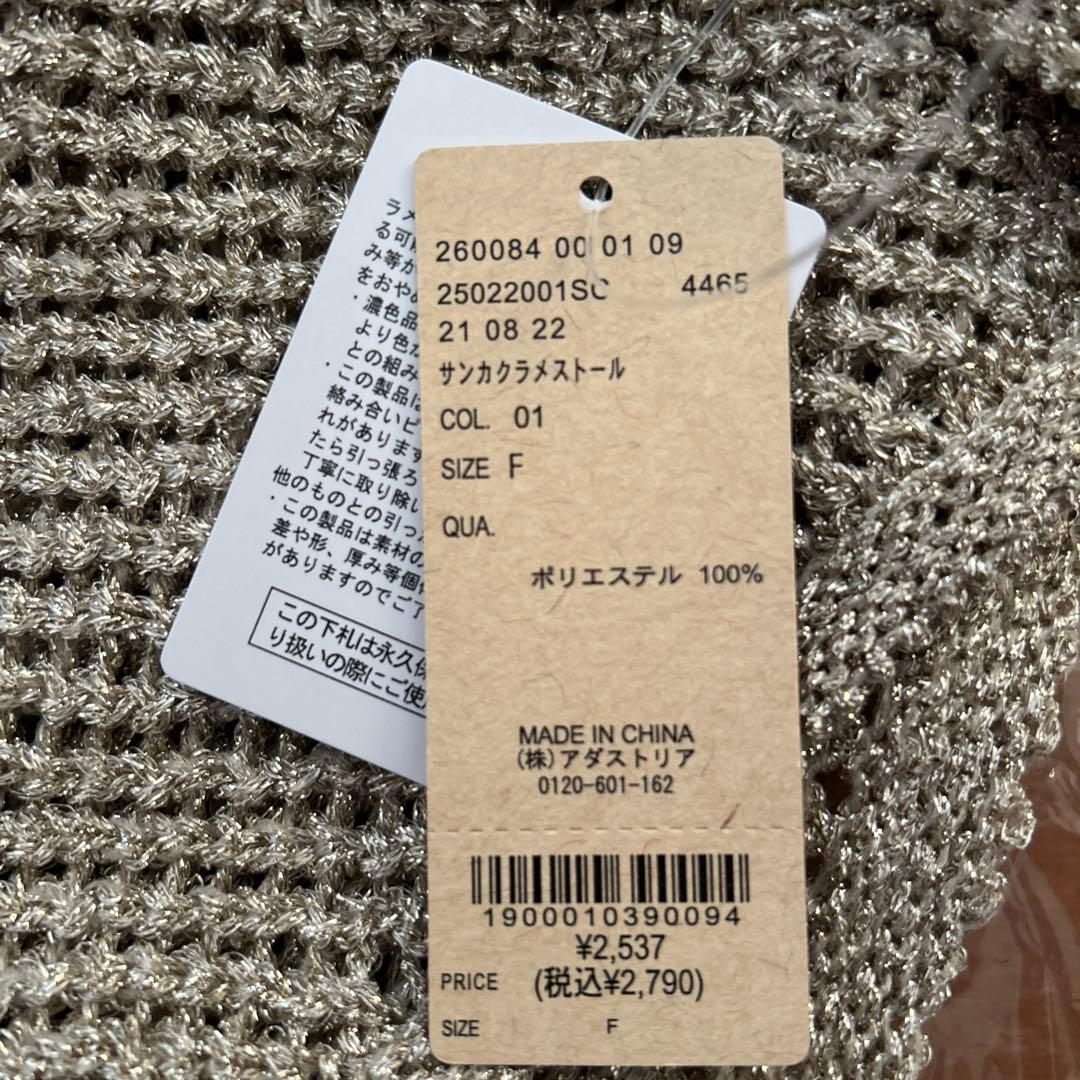 260084 00 01 09
25022001SC 4465
21 08 22
サンカクラメストール
COL. 01
SIZE F
QUA.
ポリエステル 100%
MADE IN CHINA
(株)アダストリア
0120-601-162
1900010390094
¥2,537
PRICE (税込¥2,790)
SIZE F
ラメ
る可
み等が
をおやめ
・濃色品
より色
との組み
・この製品は
絡み合いピ
れがあります
たら引っ張ろ
丁寧に取り除い
他のものとの引っ
・この製品は素材の
差や形、厚み等個
がありますのでご了
この下札は永久保
り扱いの際にご使